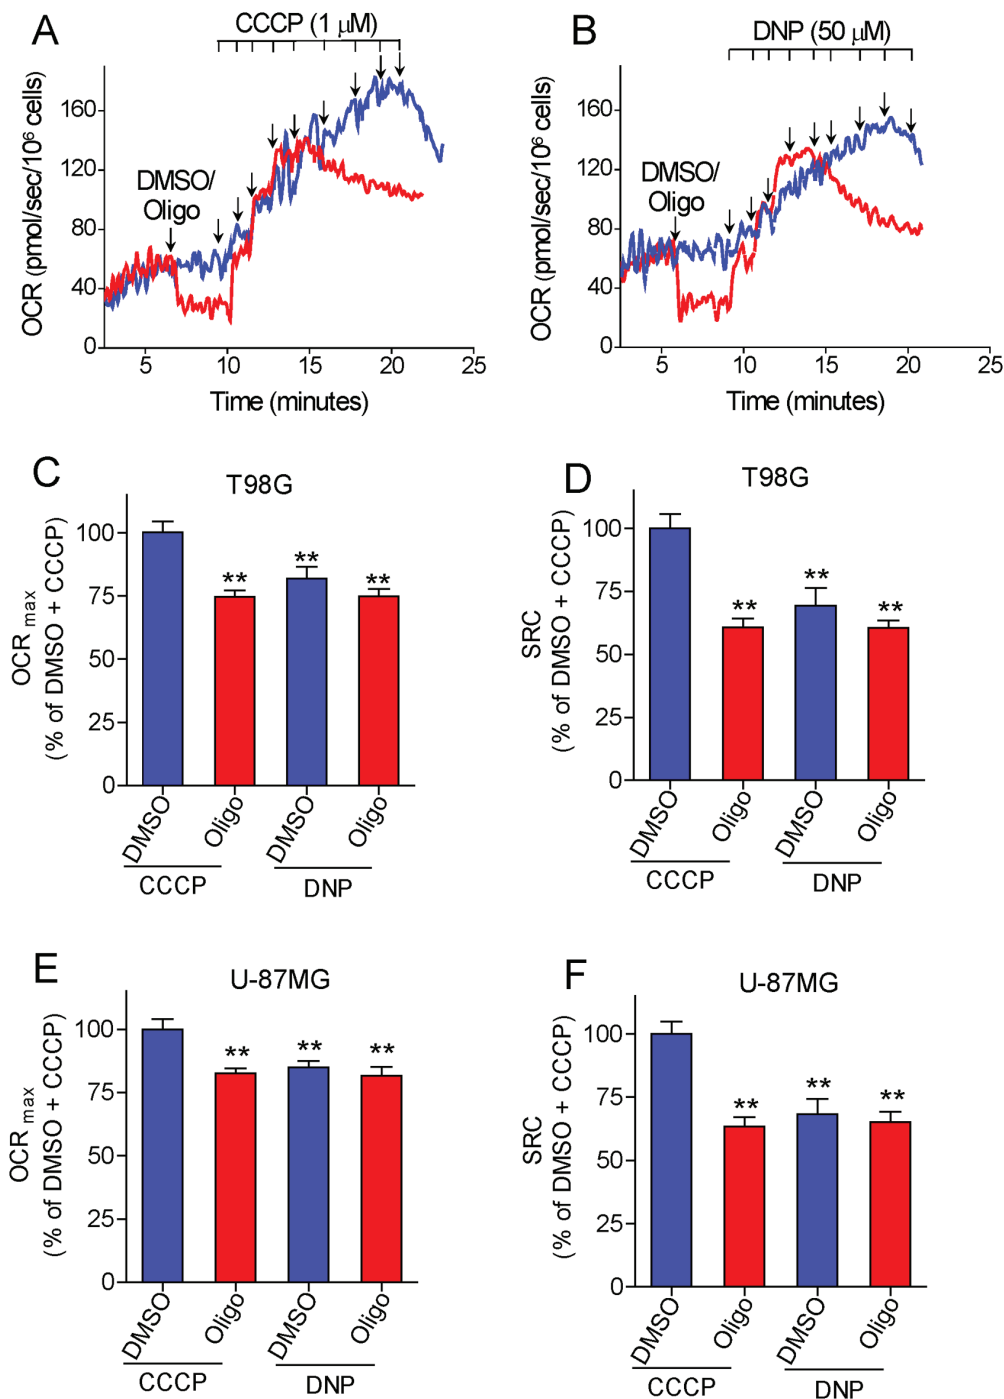 A
CCCP (1 µM)
OCR (pmol/sec/10⁶ cells)
160
120
80
40
0
DMSO/
Oligo
5
10
15
20
25
Time (minutes)
B
DNP (50 µM)
OCR (pmol/sec/10⁶ cells)
160
120
80
40
0
DMSO/
Oligo
5
10
15
20
25
Time (minutes)
C
T98G
OCR max
(% of DMSO + CCCP)
100
75
50
25
0
**
**
**
DMSO
Oligo
DMSO
Oligo
CCCP
DNP
D
T98G
SRC
(% of DMSO + CCCP)
100
75
50
25
0
**
**
**
DMSO
Oligo
DMSO
Oligo
CCCP
DNP
E
U-87MG
OCR max
(% of DMSO + CCCP)
100
75
50
25
0
**
**
**
DMSO
Oligo
DMSO
Oligo
CCCP
DNP
F
U-87MG
SRC
(% of DMSO + CCCP)
100
75
50
25
0
**
**
**
DMSO
Oligo
DMSO
Oligo
CCCP
DNP